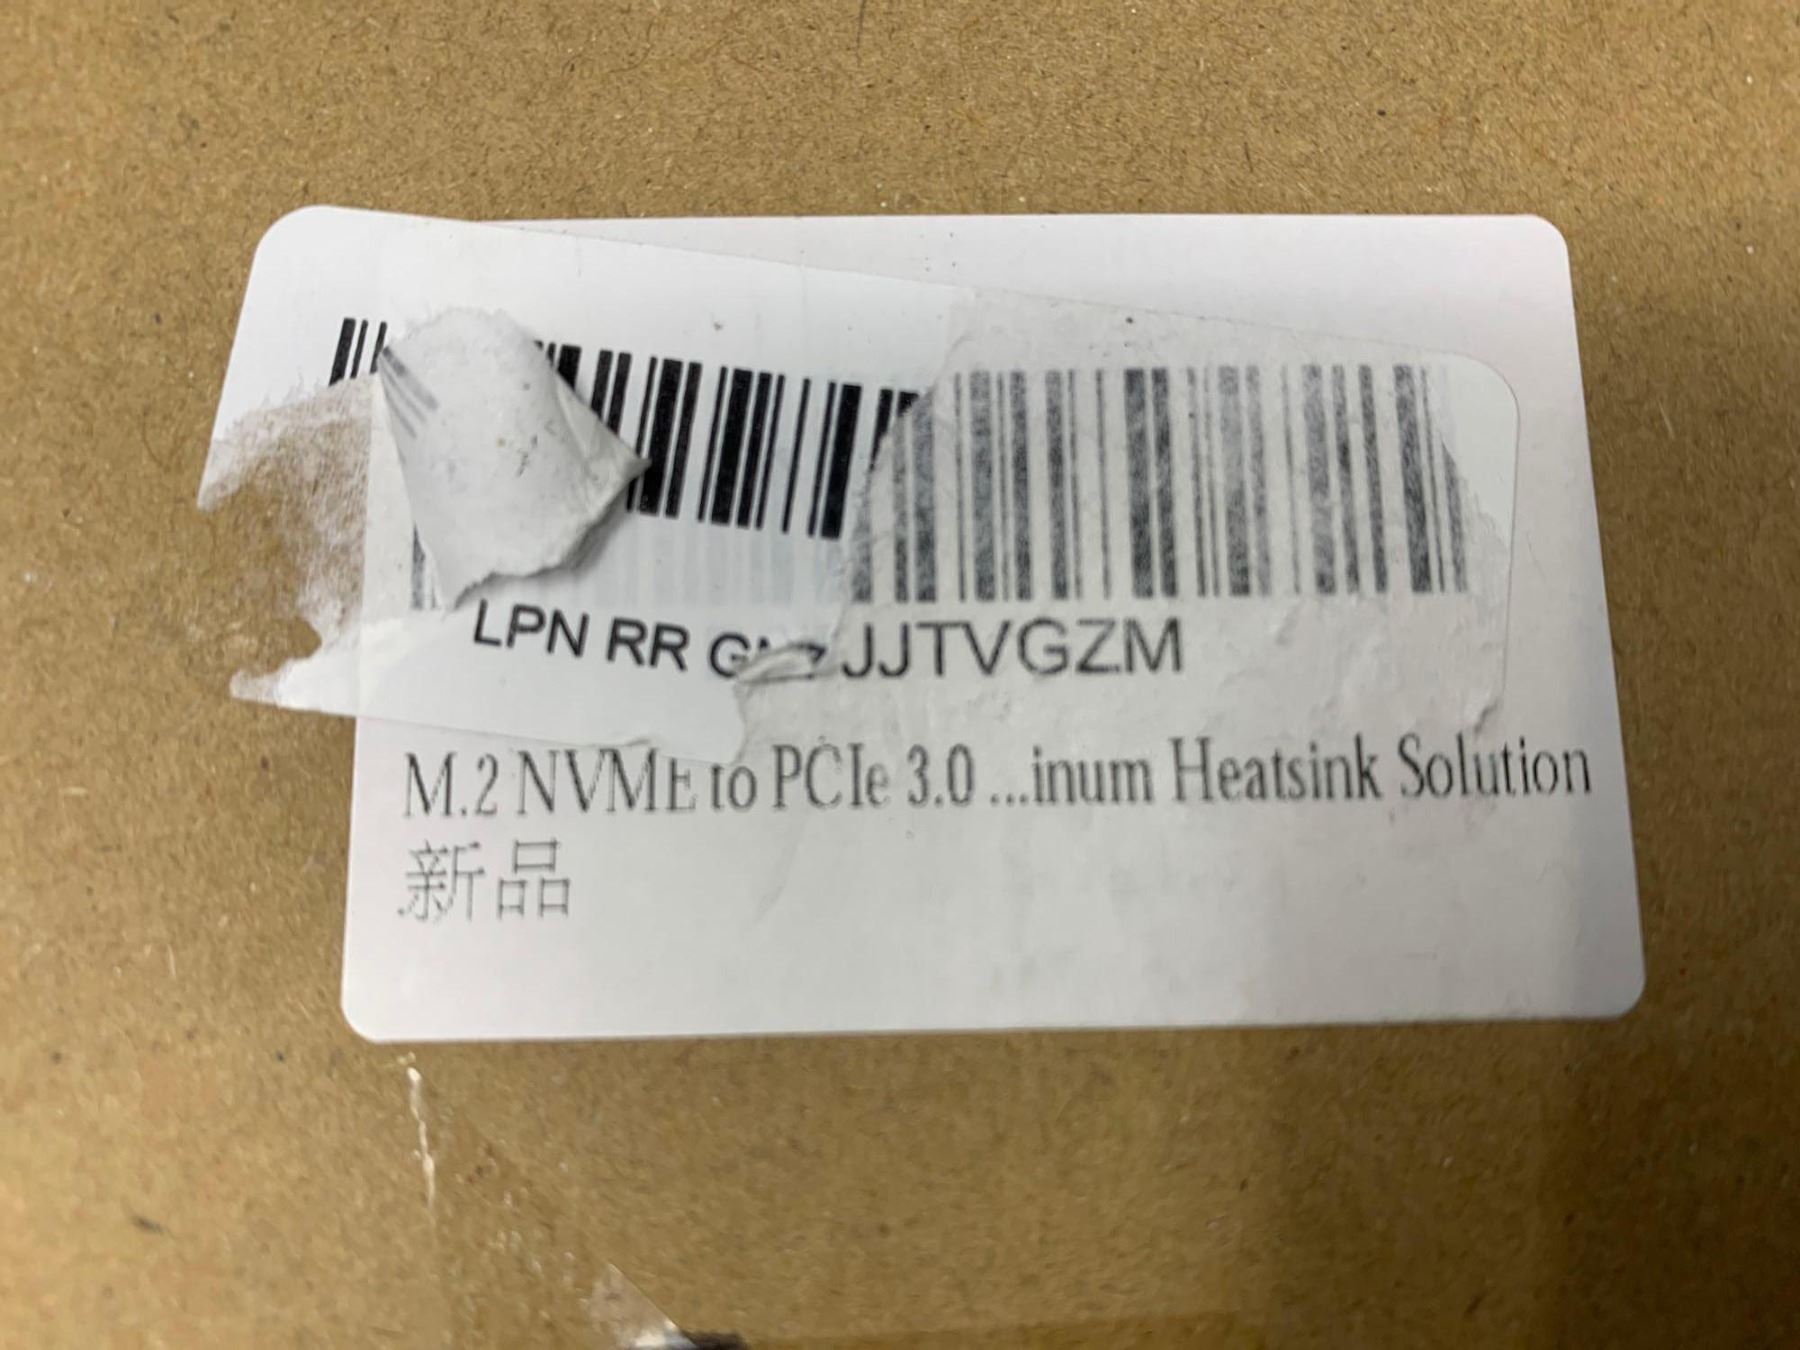 LPN RR JJTVGZM
M.2 NVME to PCIe 3.0 ...inum Heatsink Solution
新品